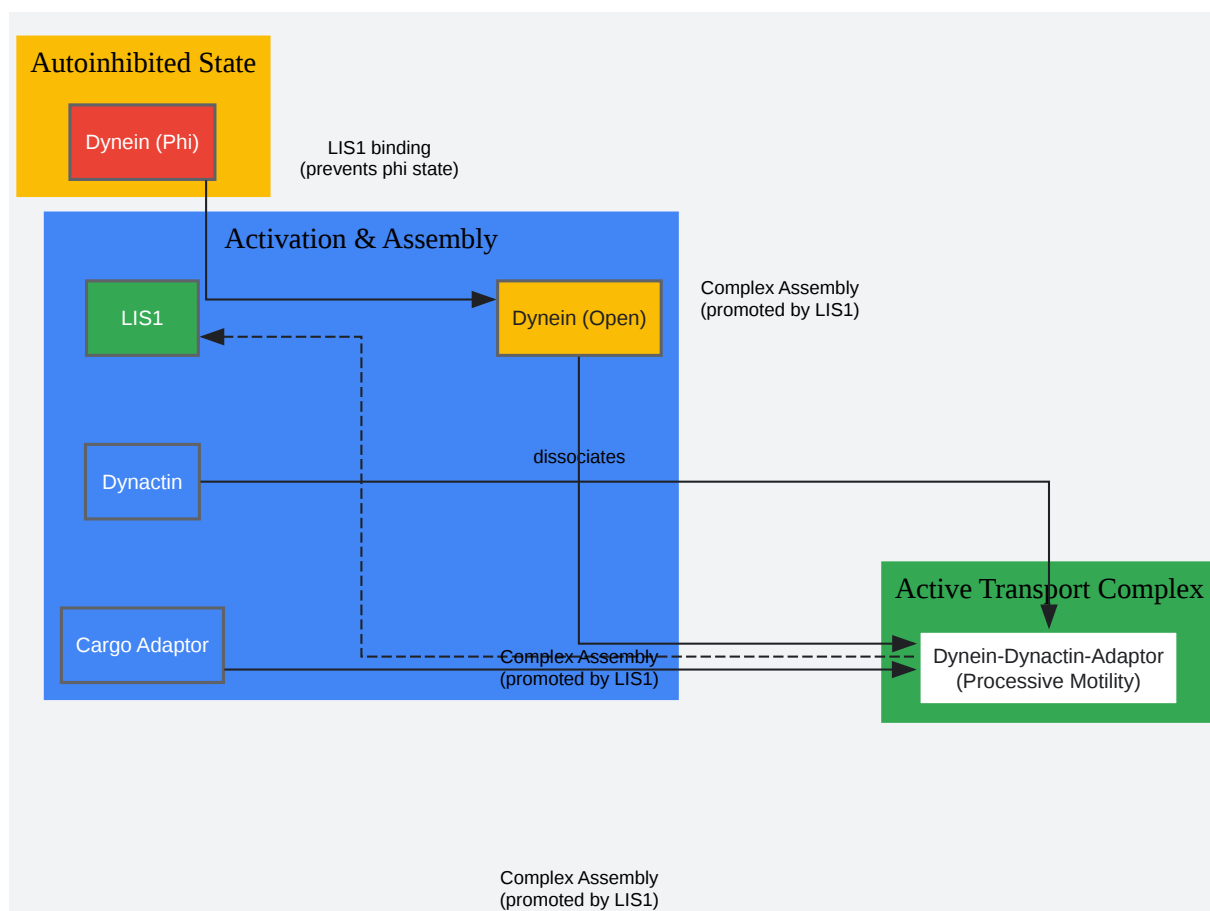 Autoinhibited State
Dynein (Phi)
LIS1 binding
(prevents phi state)
Activation & Assembly
LIS1
Dynein (Open)
Complex Assembly
(promoted by LIS1)
dissociates
Dynactin
Active Transport Complex
Cargo Adaptor
Complex Assembly
(promoted by LIS1)
Dynein-Dynactin-Adaptor
(Processive Motility)
Complex Assembly
(promoted by LIS1)